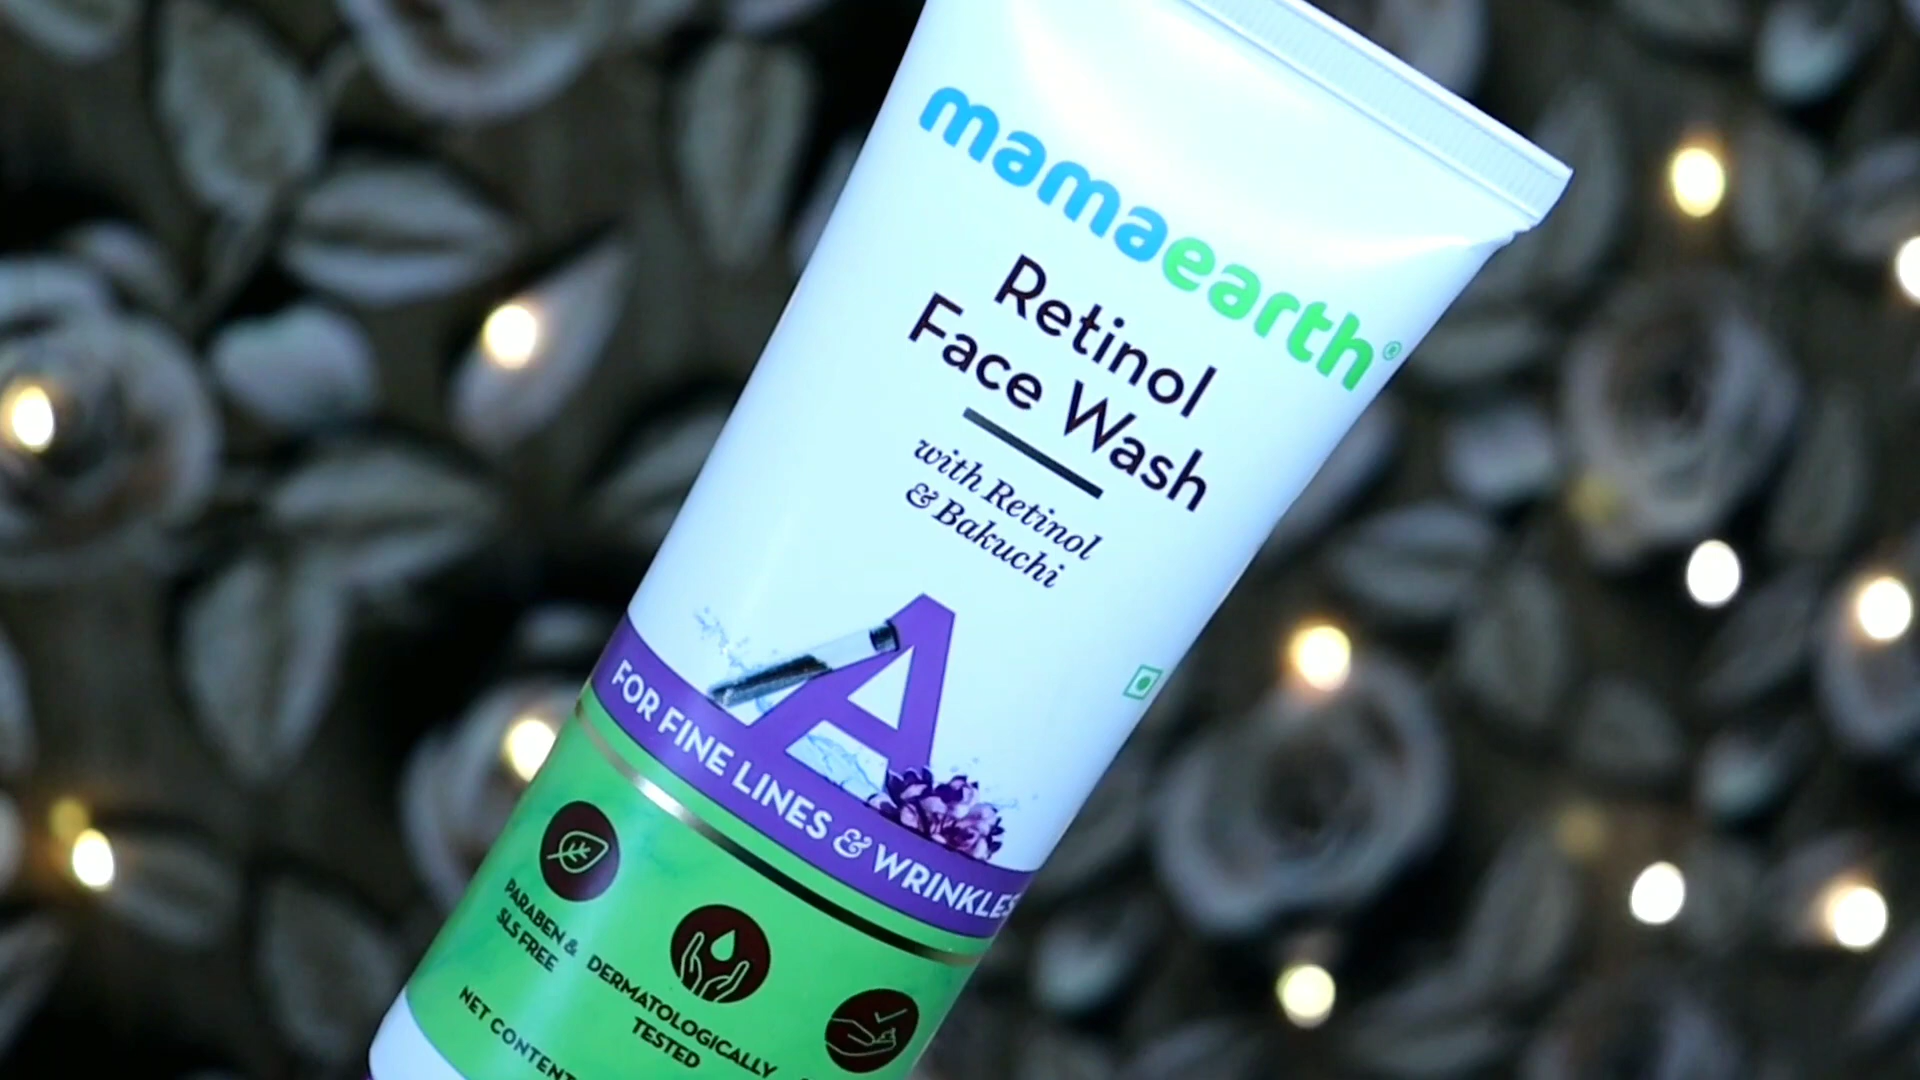 mamaearth®
Retinol
Face Wash
with Retinol
& Bakuchi
A
FOR FINE LINES & WRINKLES
PARABEN &
SLS FREE
DERMATOLOGICALLY
TESTED
NET CONTENT